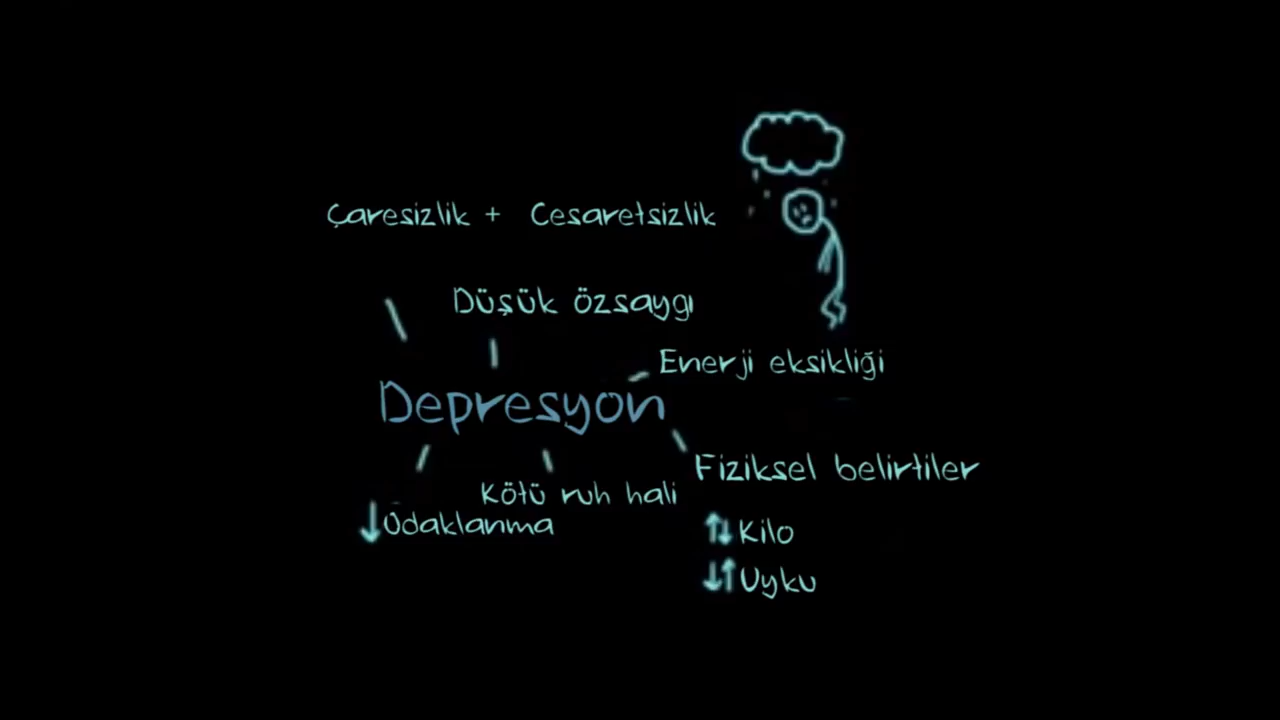 Çaresizlik + Cesaretsizlik
Düşük özsaygı
Enerji eksikliği
Depresyon
Fiziksel belirtiler
Kötü ruh hali
↓Odaklanma
↑↓Kilo
↓↑Uyku